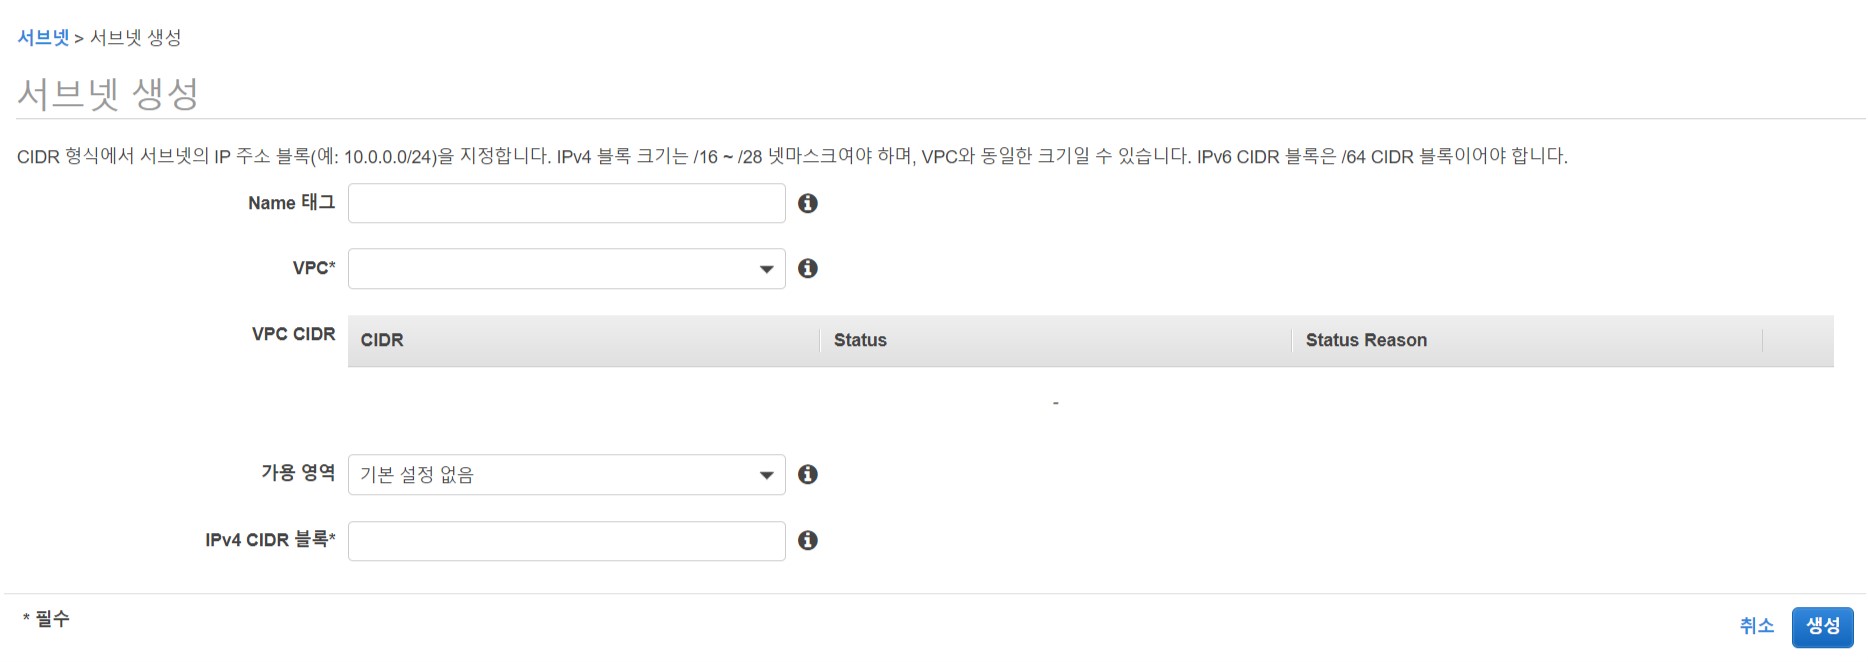 서브넷 > 서브넷 생성
서브넷 생성
CIDR 형식에서 서브넷의 IP 주소 블록(예: 10.0.0.0/24)을 지정합니다. IPv4 블록 크기는 /16 ~ /28 넷마스크여야 하며, VPC와 동일한 크기일 수 있습니다. IPv6 CIDR 블록은 /64 CIDR 블록이어야 합니다.
Name 태그
VPC*
VPC CIDR CIDR Status Status Reason
-
가용 영역 기본 설정 없음
IPv4 CIDR 블록*
* 필수 취소 생성